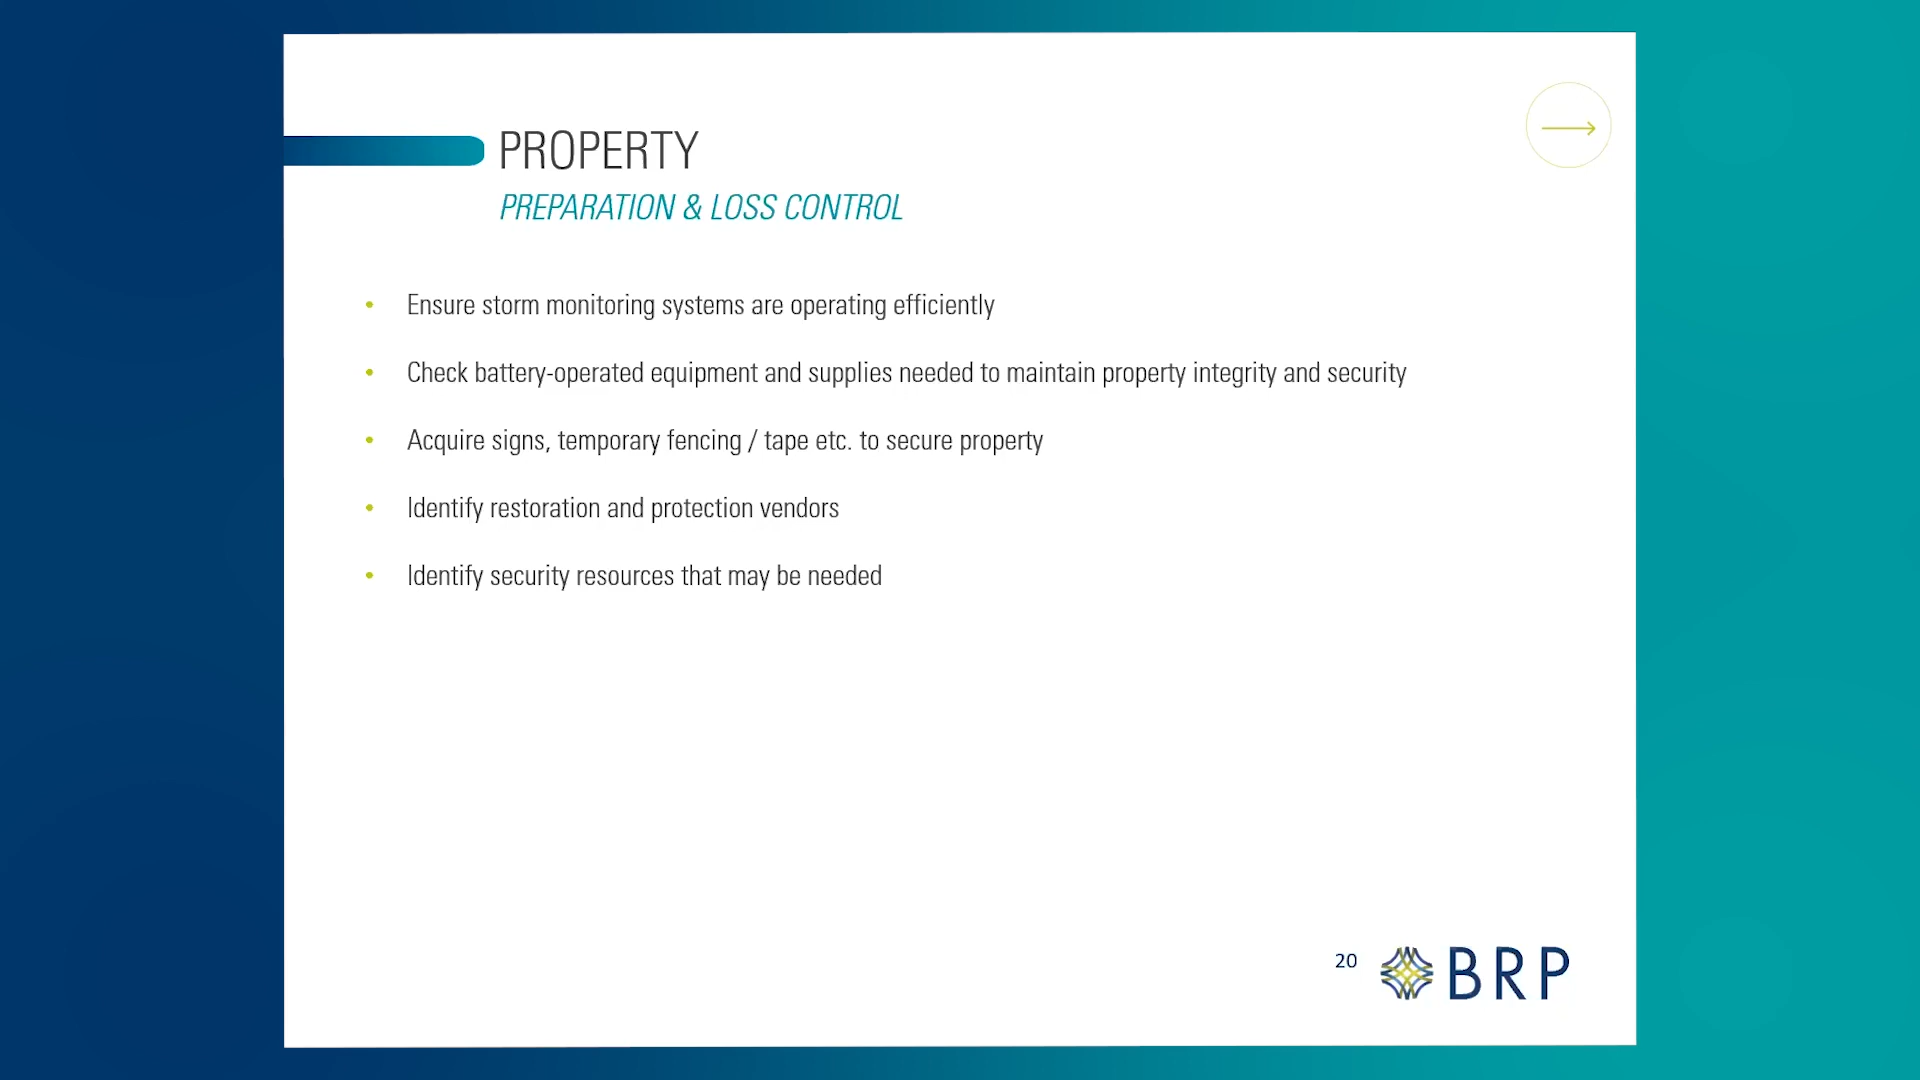 PROPERTY
PREPARATION & LOSS CONTROL
• Ensure storm monitoring systems are operating efficiently
• Check battery-operated equipment and supplies needed to maintain property integrity and security
• Acquire signs, temporary fencing / tape etc. to secure property
• Identify restoration and protection vendors
• Identify security resources that may be needed
20
BRP